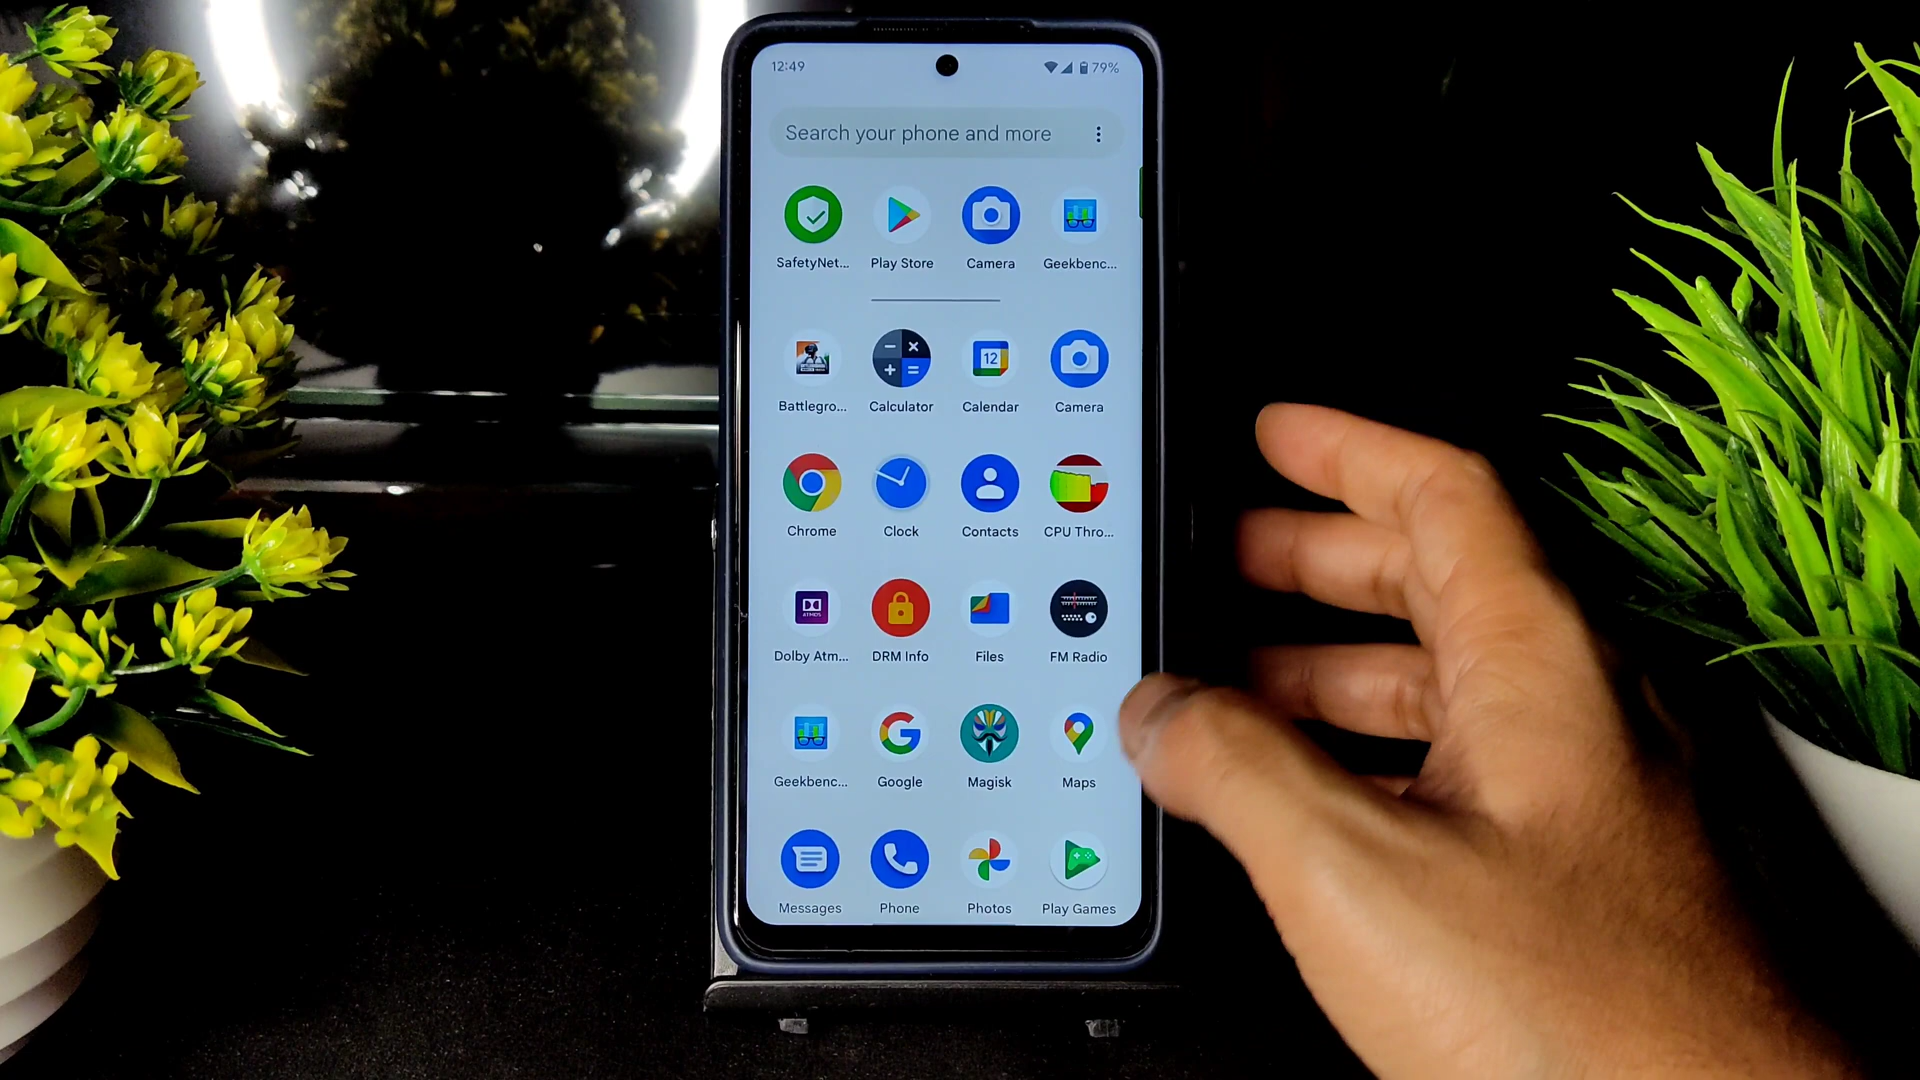 12:49 79%
Search your phone and more
SafetyNet... Play Store Camera Geekbenc...
Battlegro... Calculator Calendar Camera
12
Chrome Clock Contacts CPU Thro...
Dolby Atm... DRM Info Files FM Radio
Geekbenc... Google Magisk Maps
Messages Phone Photos Play Games